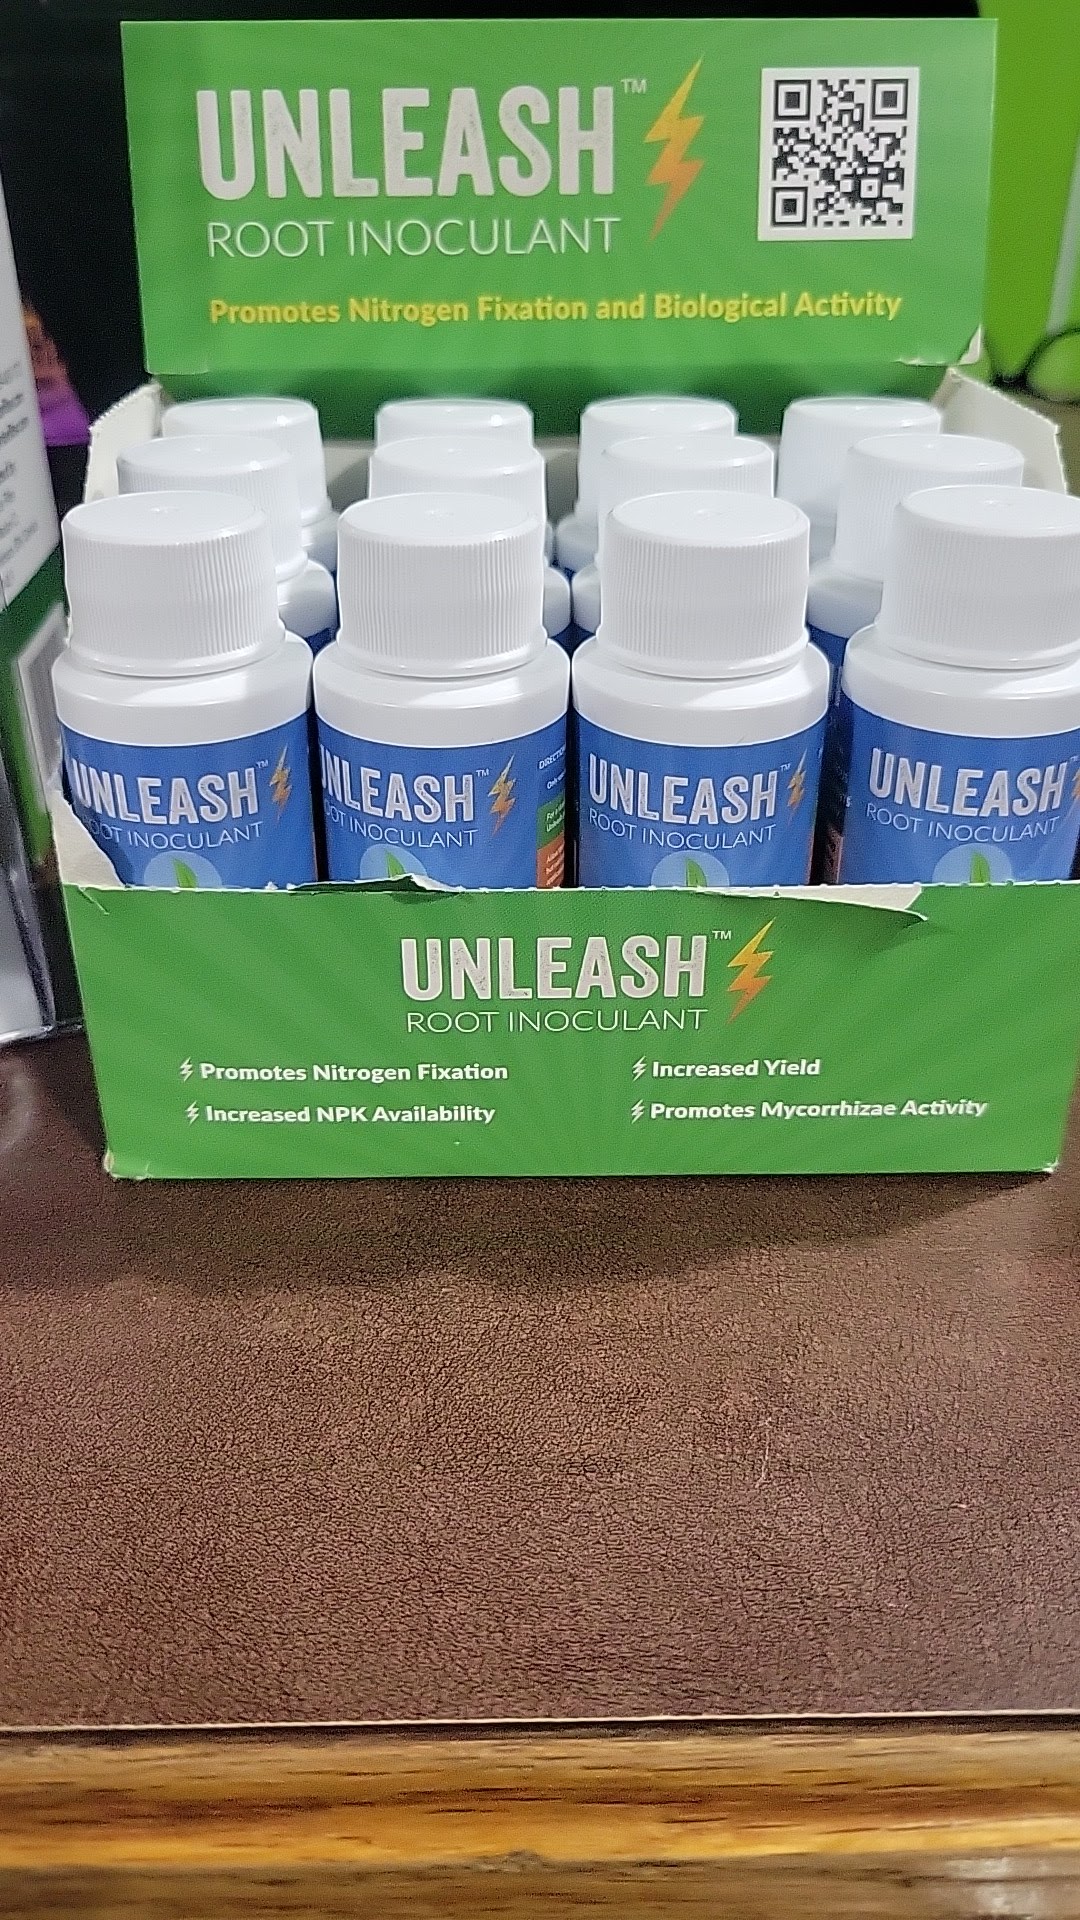 UNLEASH™
ROOT INOCULANT
Promotes Nitrogen Fixation and Biological Activity
UNLEASH™
ROOT INOCULANT
UNLEASH™
ROOT INOCULANT
UNLEASH™
ROOT INOCULANT
UNLEASH
ROOT INOCULANT
UNLEASH™
ROOT INOCULANT
Promotes Nitrogen Fixation
Increased Yield
Increased NPK Availability
Promotes Mycorrhizae Activity